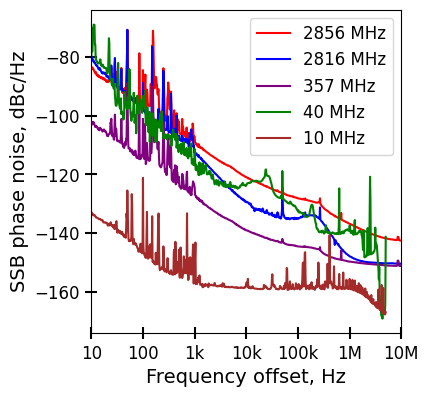 SSB phase noise, dBc/Hz
−80
−100
−120
−140
−160
2856 MHz
2816 MHz
357 MHz
40 MHz
10 MHz
10 100 1k 10k 100k 1M 10M
Frequency offset, Hz